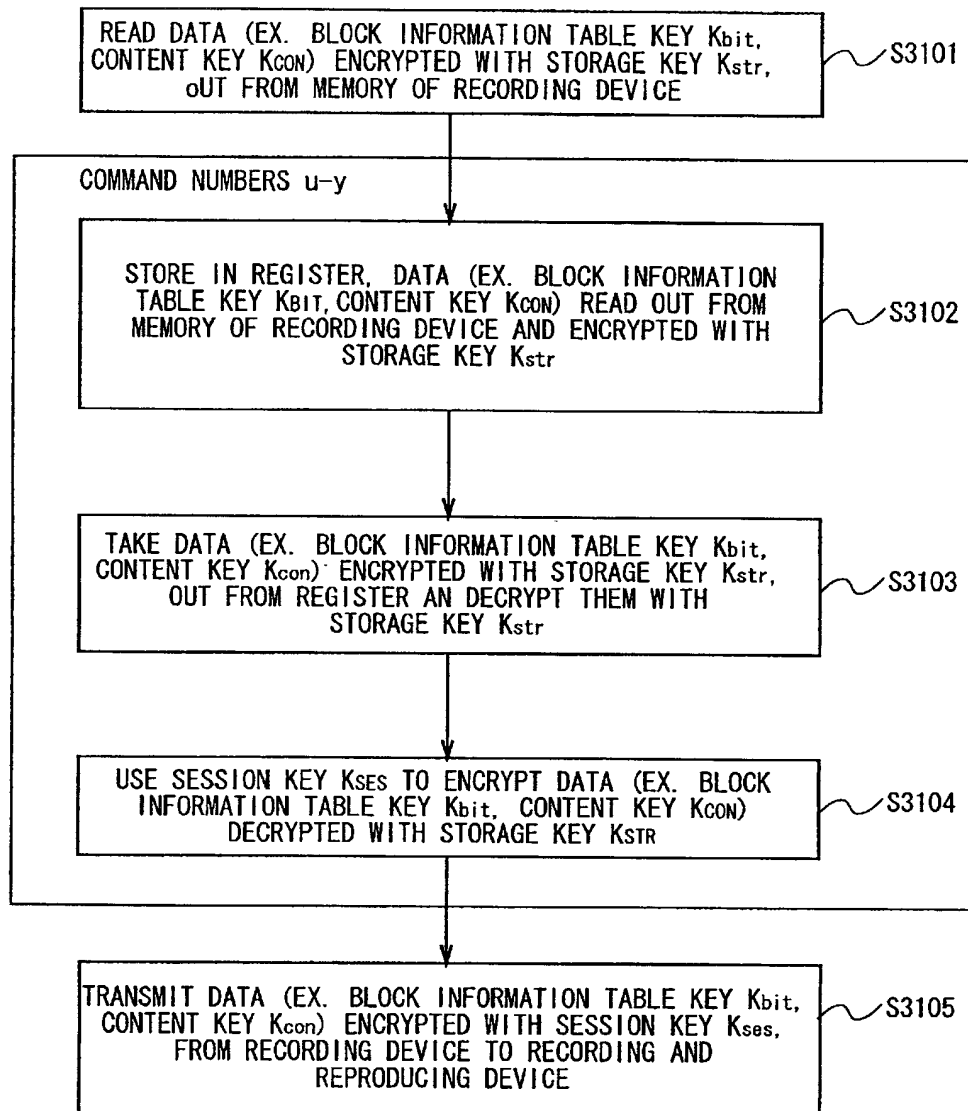 READ DATA (EX. BLOCK INFORMATION TABLE KEY Kbit,
CONTENT KEY KCON) ENCRYPTED WITH STORAGE KEY Kstr,
oUT FROM MEMORY OF RECORDING DEVICE
S3101
COMMAND NUMBERS u-y
STORE IN REGISTER, DATA (EX. BLOCK INFORMATION
TABLE KEY KBIT, CONTENT KEY KCON) READ OUT FROM
MEMORY OF RECORDING DEVICE AND ENCRYPTED WITH
STORAGE KEY Kstr
S3102
TAKE DATA (EX. BLOCK INFORMATION TABLE KEY Kbit,
CONTENT KEY Kcon) ENCRYPTED WITH STORAGE KEY Kstr,
OUT FROM REGISTER AN DECRYPT THEM WITH
STORAGE KEY Kstr
S3103
USE SESSION KEY KSES TO ENCRYPT DATA (EX. BLOCK
INFORMATION TABLE KEY Kbit, CONTENT KEY KCON)
DECRYPTED WITH STORAGE KEY KSTR
S3104
TRANSMIT DATA (EX. BLOCK INFORMATION TABLE KEY Kbit,
CONTENT KEY Kcon) ENCRYPTED WITH SESSION KEY Kses,
FROM RECORDING DEVICE TO RECORDING AND
REPRODUCING DEVICE
S3105